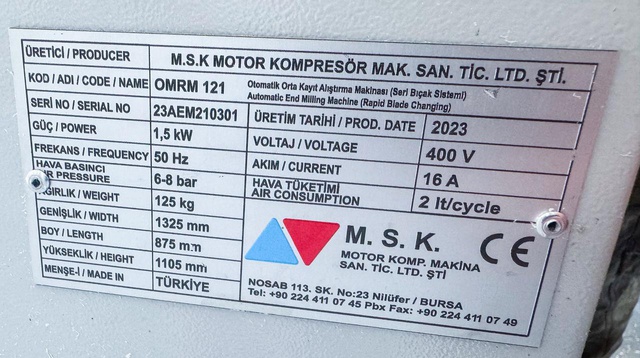 ÜRETİCİ / PRODUCER M.S.K MOTOR KOMPRESÖR MAK. SAN. TİC. LTD. ŞTİ.
KOD / ADI / CODE / NAME OMRM 121 Otomatik Orta Kayıt Alıştırma Makinası (Seri Bıçak Sistemi)
Automatic End Milling Machine (Rapid Blade Changing)
SERİ NO / SERIAL NO 23AEM210301 ÜRETİM TARİHİ / PROD. DATE 2023
GÜÇ / POWER 1,5 kW VOLTAJ / VOLTAGE 400 V
FREKANS / FREQUENCY 50 Hz AKIM / CURRENT 16 A
HAVA BASINCI
AIR PRESSURE 6-8 bar HAVA TÜKETİMİ
AIR CONSUMPTION 2 lt/cycle
AĞIRLIK / WEIGHT 125 kg
GENİŞLİK / WIDTH 1325 mm
BOY / LENGTH 875 mm
YÜKSEKLİK / HEIGHT 1105 mm
MENŞE-İ / MADE IN TÜRKİYE
M. S. K. CE
MOTOR KOMP. MAKİNA
SAN. TİC. LTD. ŞTİ
NOSAB 113. SK. No:23 Nilüfer / BURSA
Tel: +90 224 411 07 45 Pbx Fax: +90 224 411 07 49